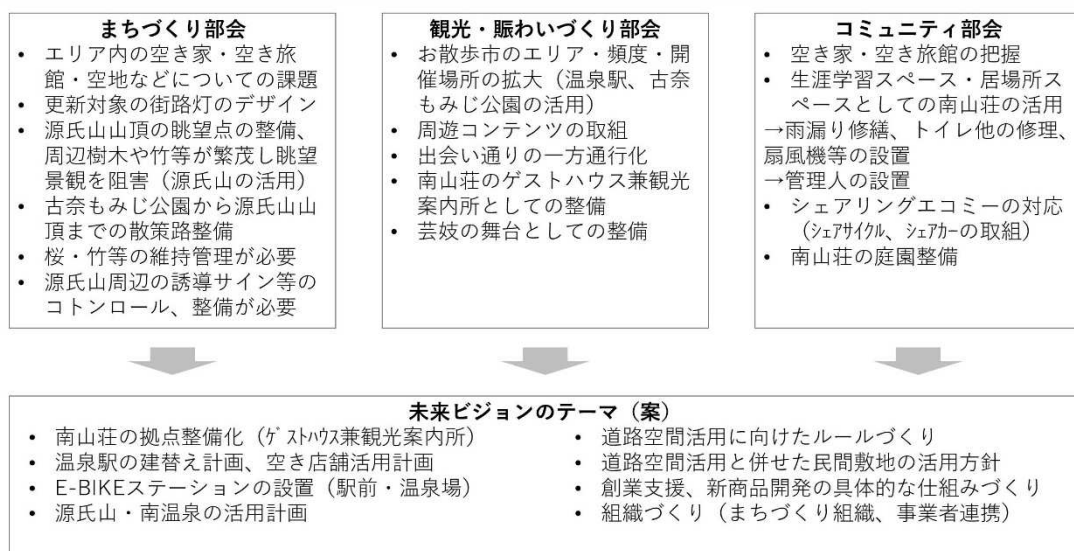 まちづくり部会
• エリア内の空き家・空き旅
館・空地などについての課題
• 更新対象の街路灯のデザイン
• 源氏山山頂の眺望点の整備、
周辺樹木や竹等が繁茂し眺望
景観を阻害（源氏山の活用）
• 古奈もみじ公園から源氏山山
頂までの散策路整備
• 桜・竹等の維持管理が必要
• 源氏山周辺の誘導サイン等の
コトンロール、整備が必要
観光・賑わいづくり部会
• お散歩市のエリア・頻度・開
催場所の拡大（温泉駅、古奈
もみじ公園の活用）
• 周遊コンテンツの取組
• 出会い通りの一方通行化
• 南山荘のゲストハウス兼観光
案内所としての整備
• 芸妓の舞台としての整備
コミュニティ部会
• 空き家・空き旅館の把握
• 生涯学習スペース・居場所ス
ペースとしての南山荘の活用
→雨漏り修繕、トイレ他の修理、
扇風機等の設置
→管理人の設置
• シェアリングエコミーの対応
（ｼｪｱサイクル、ｼｪｱカーの取組）
• 南山荘の庭園整備
未来ビジョンのテーマ（案）
• 南山荘の拠点整備化（ｹﾞｽﾄﾊｳｽ兼観光案内所）
• 温泉駅の建替え計画、空き店舗活用計画
• E-BIKEステーションの設置（駅前・温泉場）
• 源氏山・南温泉の活用計画
• 道路空間活用に向けたルールづくり
• 道路空間活用と併せた民間敷地の活用方針
• 創業支援、新商品開発の具体的な仕組みづくり
• 組織づくり（まちづくり組織、事業者連携）